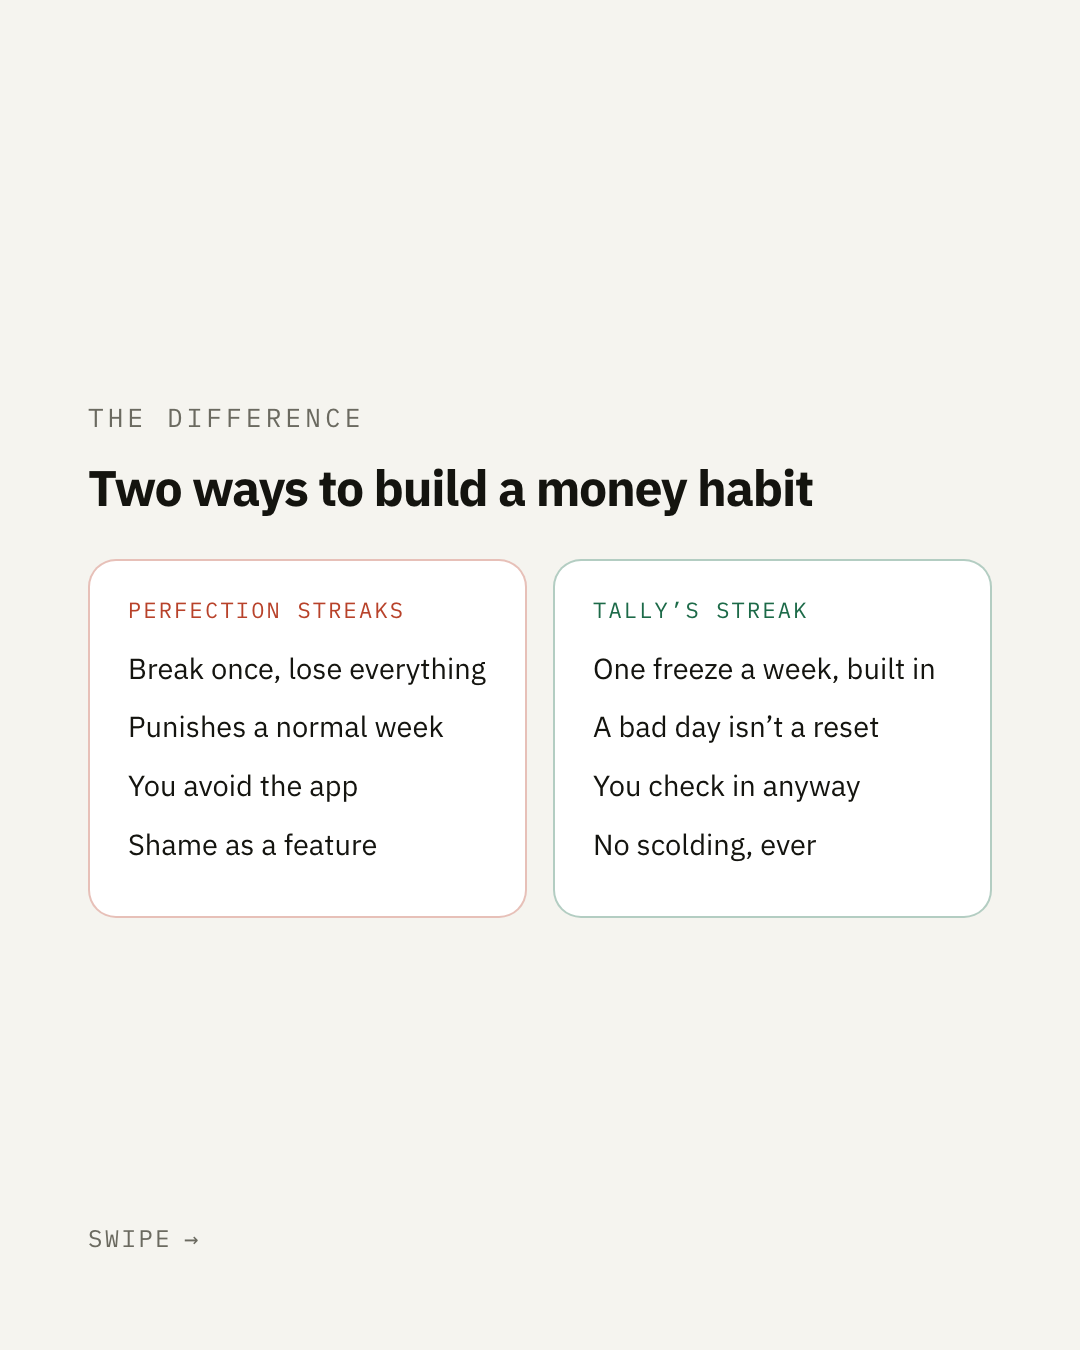 THE DIFFERENCE
Two ways to build a money habit
PERFECTION STREAKS
Break once, lose everything
Punishes a normal week
You avoid the app
Shame as a feature
TALLY’S STREAK
One freeze a week, built in
A bad day isn’t a reset
You check in anyway
No scolding, ever
SWIPE →